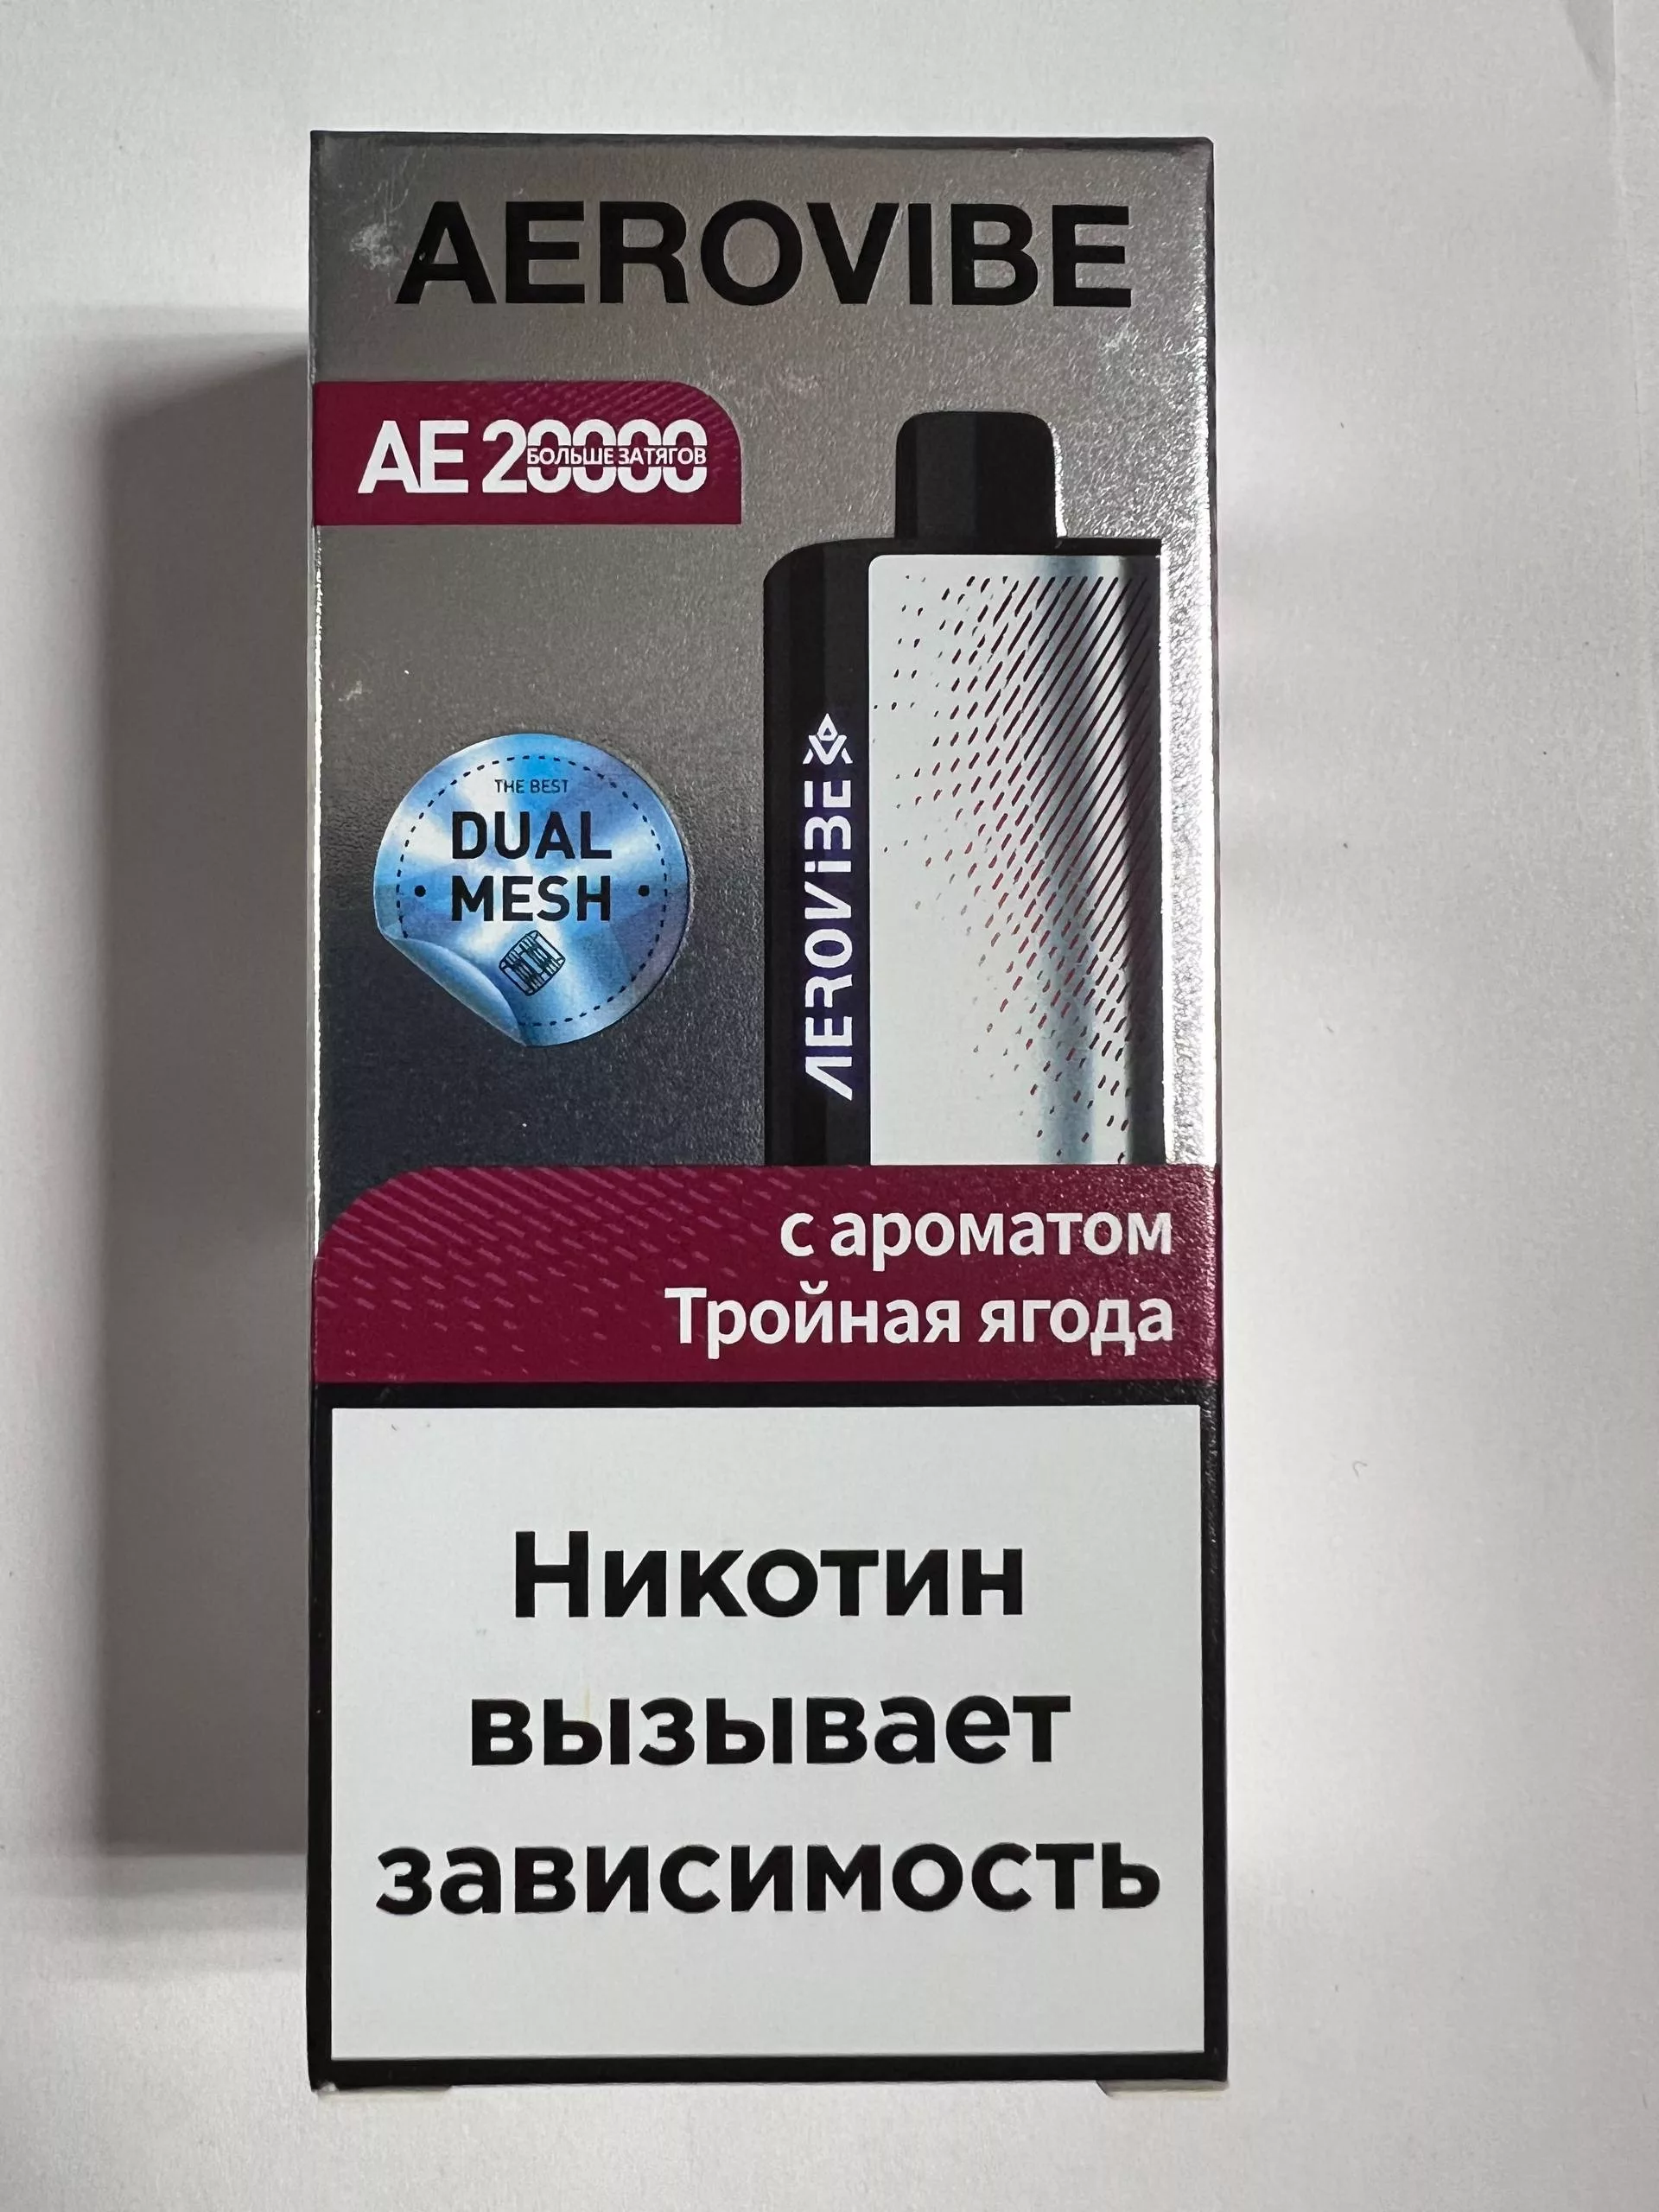 AEROVIBE
AE 20000
БОЛЬШЕ ЗАТЯГОВ
THE BEST
DUAL
MESH
AEROVIBE
с ароматом
Тройная ягода
Никотин
вызывает
зависимость